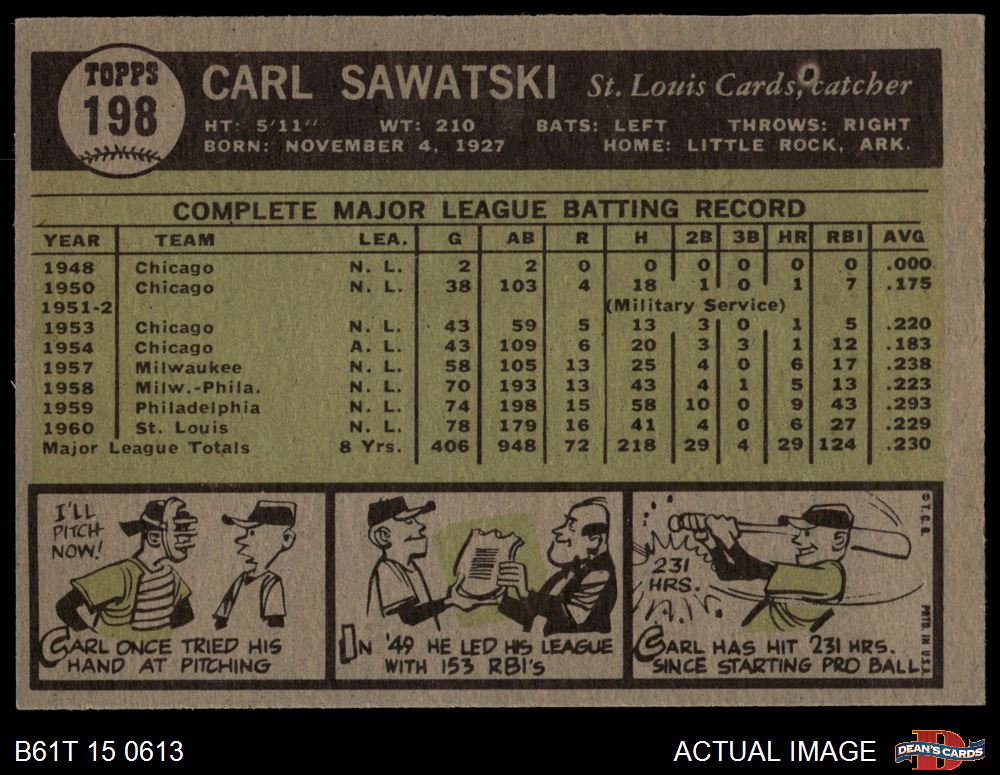 TOPPS
198
CARL SAWATSKI St. Louis Cards, catcher
HT: 5'11" WT: 210 BATS: LEFT THROWS: RIGHT
BORN: NOVEMBER 4, 1927 HOME: LITTLE ROCK, ARK.
COMPLETE MAJOR LEAGUE BATTING RECORD
YEAR TEAM LEA. G AB R H 2B 3B HR RBI AVG
1948 Chicago N. L. 2 2 0 0 0 0 0 0 .000
1950 Chicago N. L. 38 103 4 18 1 0 1 7 .175
1951-2 (Military Service)
1953 Chicago N. L. 43 59 5 13 3 0 1 5 .220
1954 Chicago A. L. 43 109 6 20 3 3 1 12 .183
1957 Milwaukee N. L. 58 105 13 25 4 0 6 17 .238
1958 Milw.-Phila. N. L. 70 193 13 43 4 1 5 13 .223
1959 Philadelphia N. L. 74 198 15 58 10 0 9 43 .293
1960 St. Louis N. L. 78 179 16 41 4 0 6 27 .229
Major League Totals 8 Yrs. 406 948 72 218 29 4 29 124 .230
I'LL
PITCH
NOW!
CARL ONCE TRIED HIS
HAND AT PITCHING
IN '49 HE LED HIS LEAGUE
WITH 153 RBI'S
231
HRS.
CARL HAS HIT 231 HRS.
SINCE STARTING PRO BALL.
© T.C.G. PRTD. IN U.S.A.
B61T 15 0613 ACTUAL IMAGE
D
DEAN'S CARDS